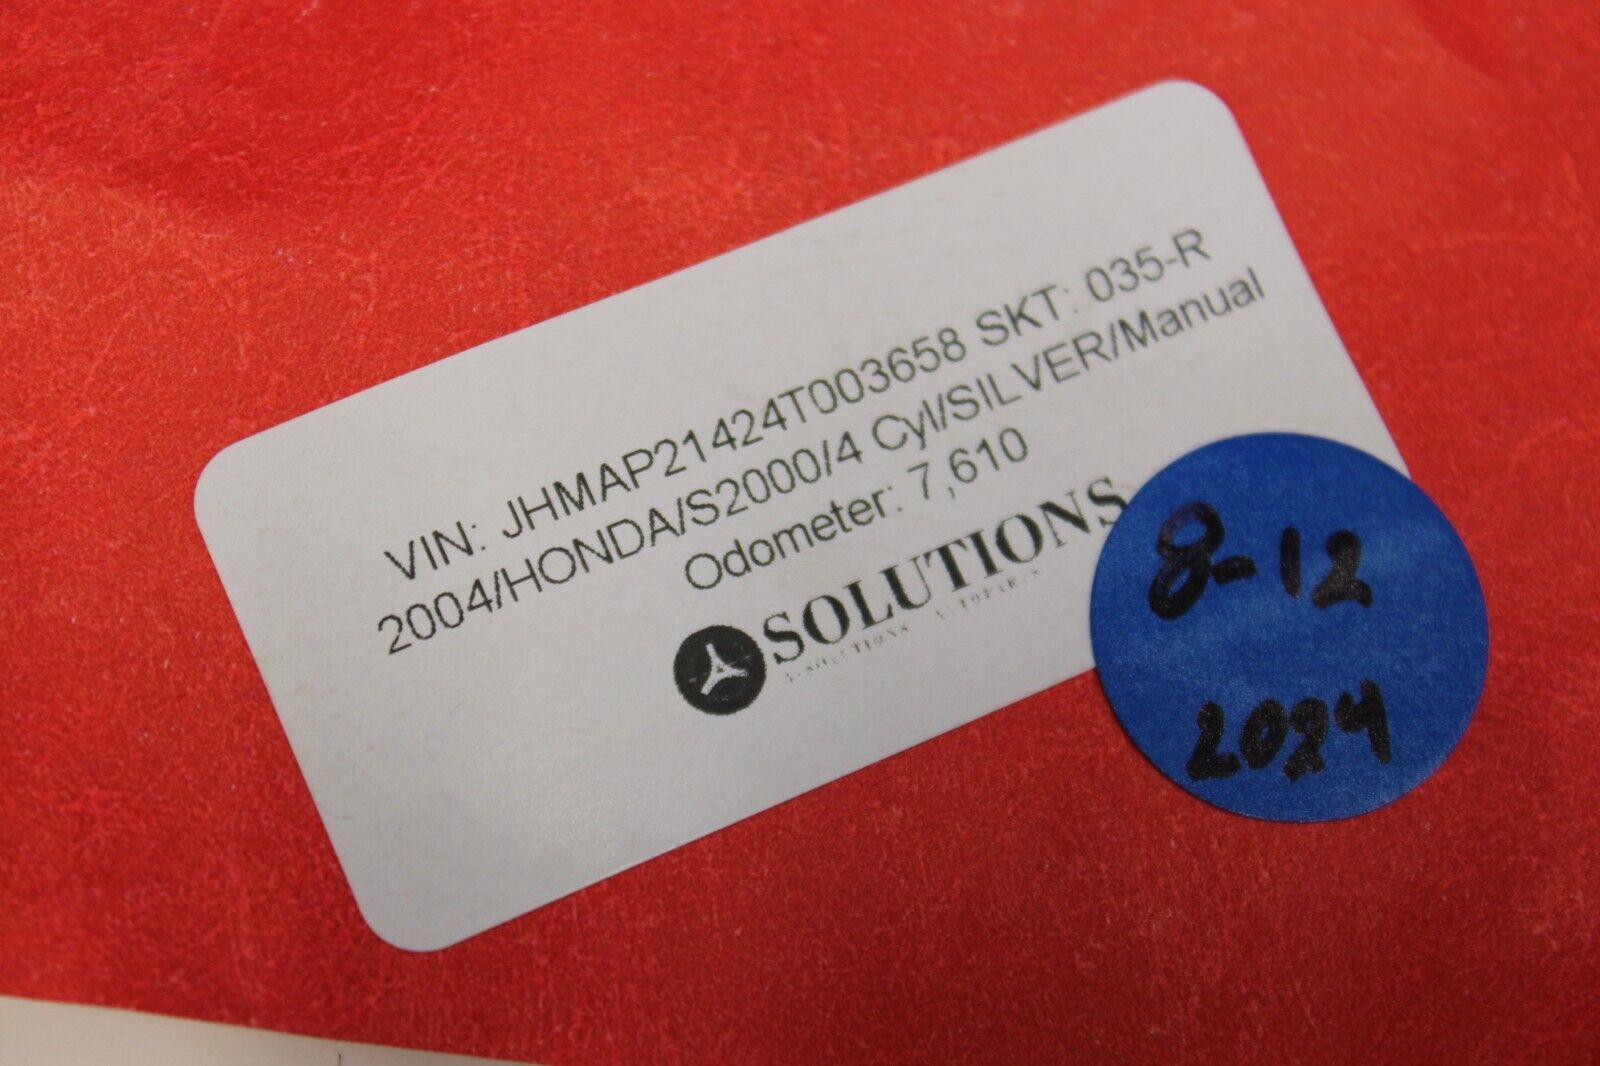 VIN: JHMAP21424T003658 SKT: 035-R
2004/HONDA/S2000/4 Cyl/SILVER/Manual
Odometer: 7,610
SOLUTIONS
8-12
2024